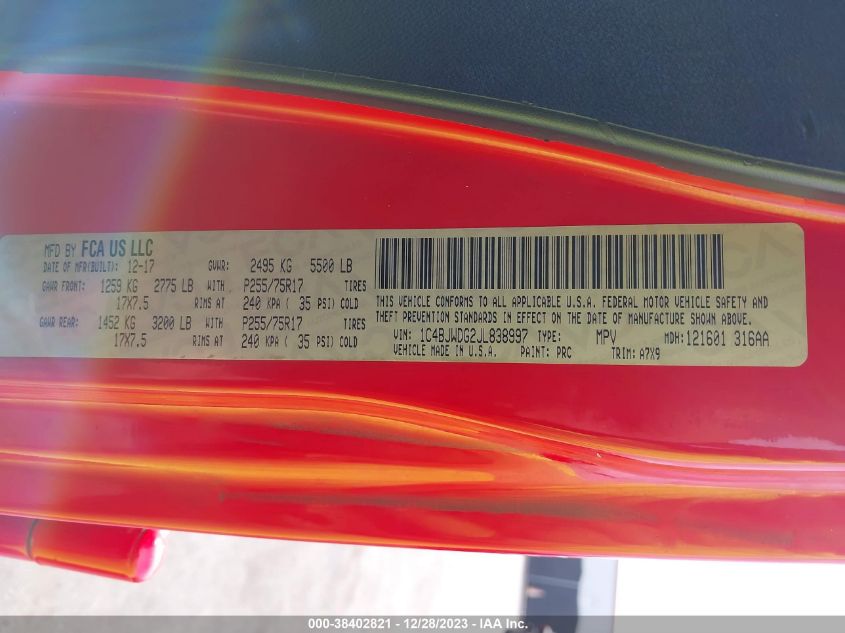 MFD BY FCA US LLC
DATE OF MFR(BUILT): 12-17 GVWR: 2495 KG 5500 LB
GAWR FRONT: 1259 KG 2775 LB WITH P255/75R17 TIRES
17X7.5 RIMS AT 240 KPA ( 35 PSI) COLD
GAWR REAR: 1452 KG 3200 LB WITH P255/75R17 TIRES
17X7.5 RIMS AT 240 KPA ( 35 PSI) COLD
THIS VEHICLE CONFORMS TO ALL APPLICABLE U.S.A. FEDERAL MOTOR VEHICLE SAFETY AND
THEFT PREVENTION STANDARDS IN EFFECT ON THE DATE OF MANUFACTURE SHOWN ABOVE.
VIN: 1C4BJWDG2JL838997 TYPE: MPV MDH: 121601 316AA
VEHICLE MADE IN U.S.A. PAINT: PRC TRIM: A7X9
000-38402821 - 12/28/2023 - IAA Inc.